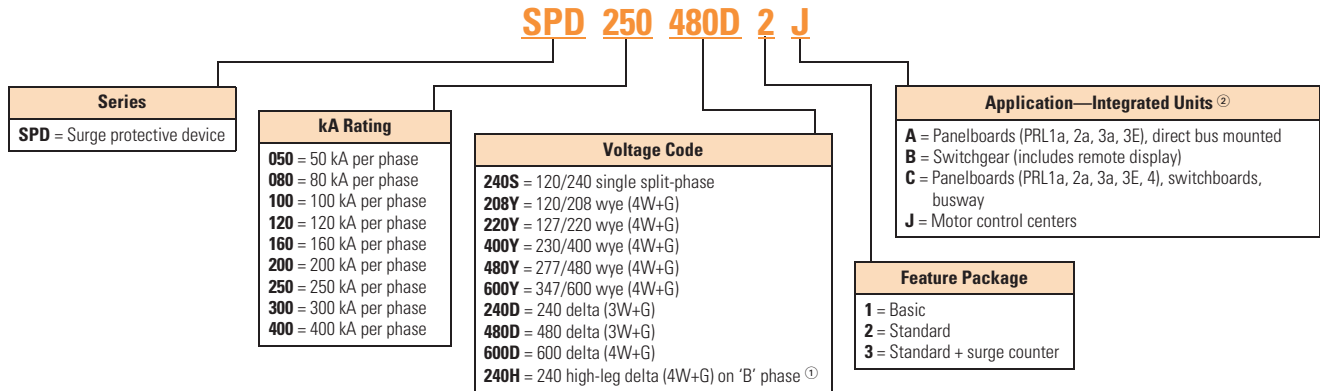 SPD 250 480D 2 J
Series
SPD = Surge protective device
kA Rating
050 = 50 kA per phase
080 = 80 kA per phase
100 = 100 kA per phase
120 = 120 kA per phase
160 = 160 kA per phase
200 = 200 kA per phase
250 = 250 kA per phase
300 = 300 kA per phase
400 = 400 kA per phase
Voltage Code
240S = 120/240 single split-phase
208Y = 120/208 wye (4W+G)
220Y = 127/220 wye (4W+G)
400Y = 230/400 wye (4W+G)
480Y = 277/480 wye (4W+G)
600Y = 347/600 wye (4W+G)
240D = 240 delta (3W+G)
480D = 480 delta (3W+G)
600D = 600 delta (4W+G)
240H = 240 high-leg delta (4W+G) on ‘B’ phase ①
Feature Package
1 = Basic
2 = Standard
3 = Standard + surge counter
Application—Integrated Units ②
A = Panelboards (PRL1a, 2a, 3a, 3E), direct bus mounted
B = Switchgear (includes remote display)
C = Panelboards (PRL1a, 2a, 3a, 3E, 4), switchboards,
busway
J = Motor control centers